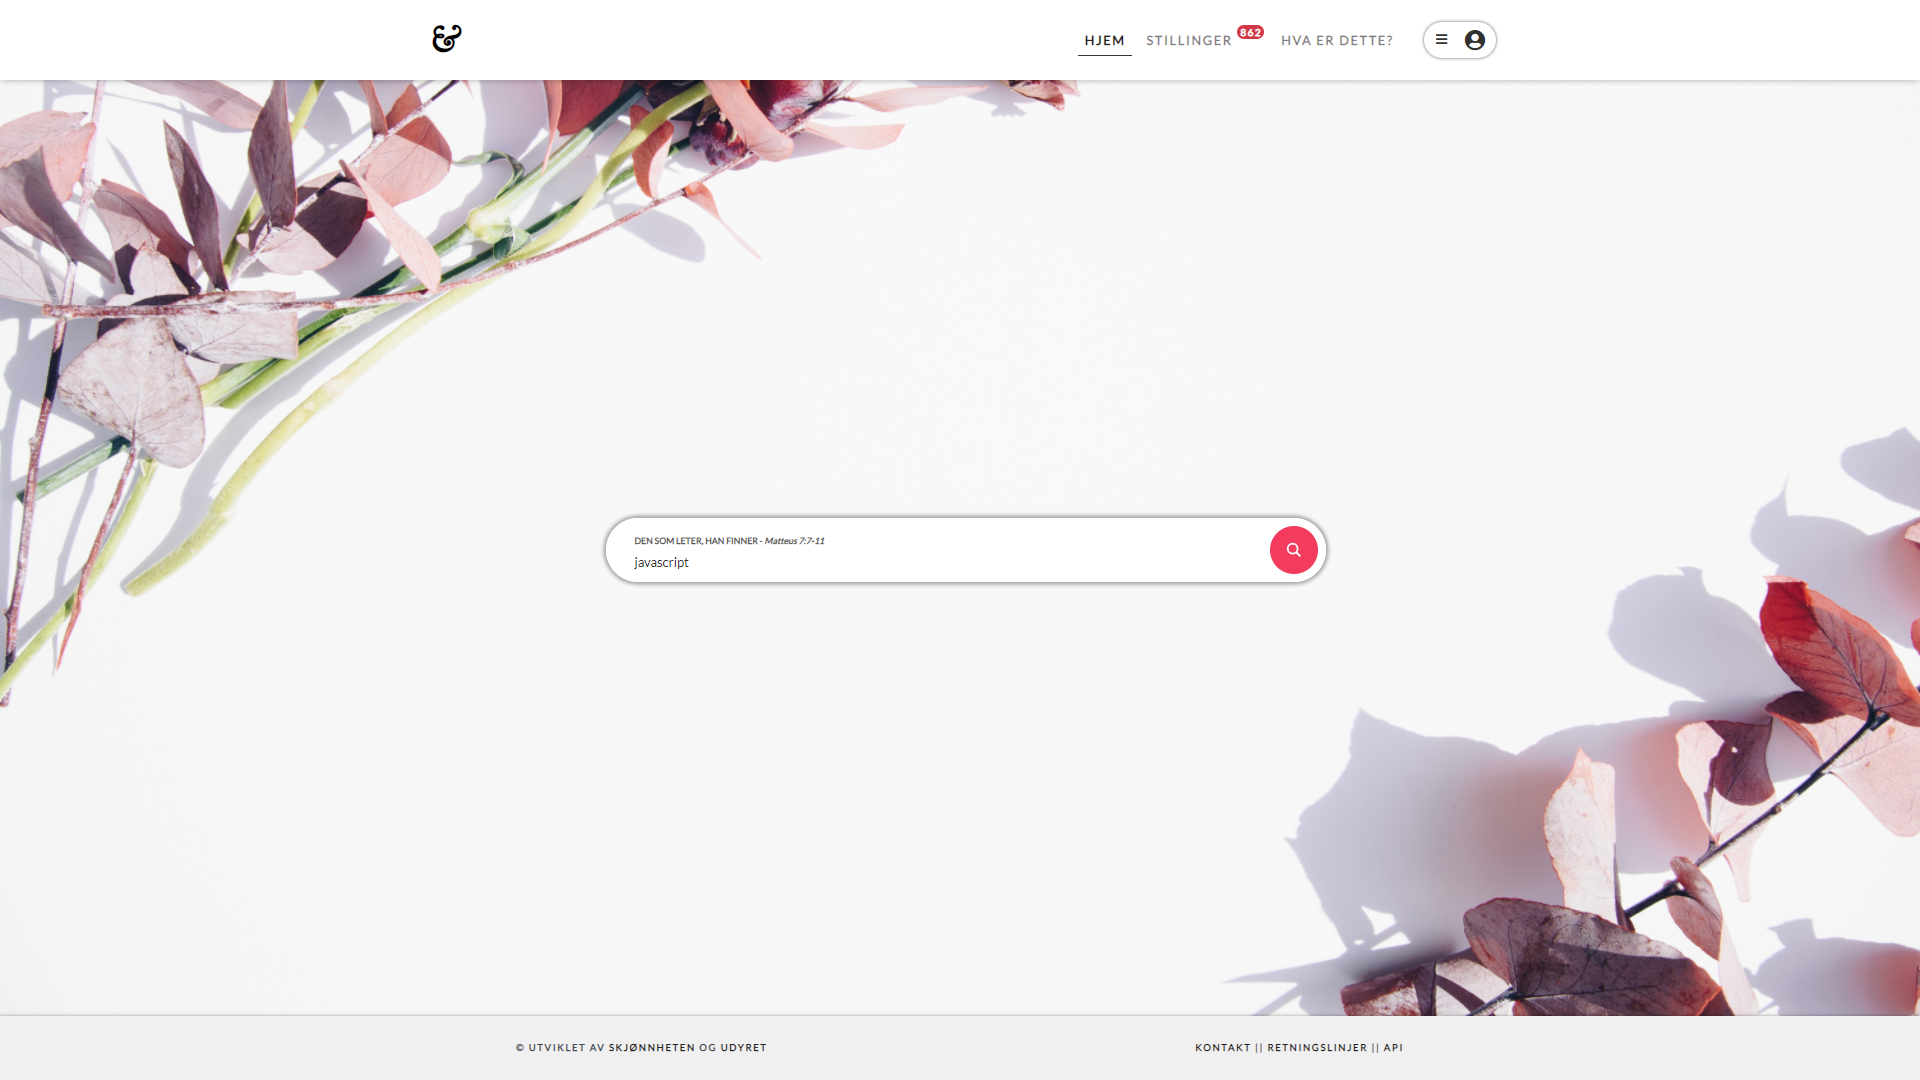 &
HJEM
STILLINGER 862
HVA ER DETTE?
DEN SOM LETER, HAN FINNER - Matteus 7:7-11
javascript
© UTVIKLET AV SKJØNNHETEN OG UDYRET
KONTAKT || RETNINGSLINJER || API